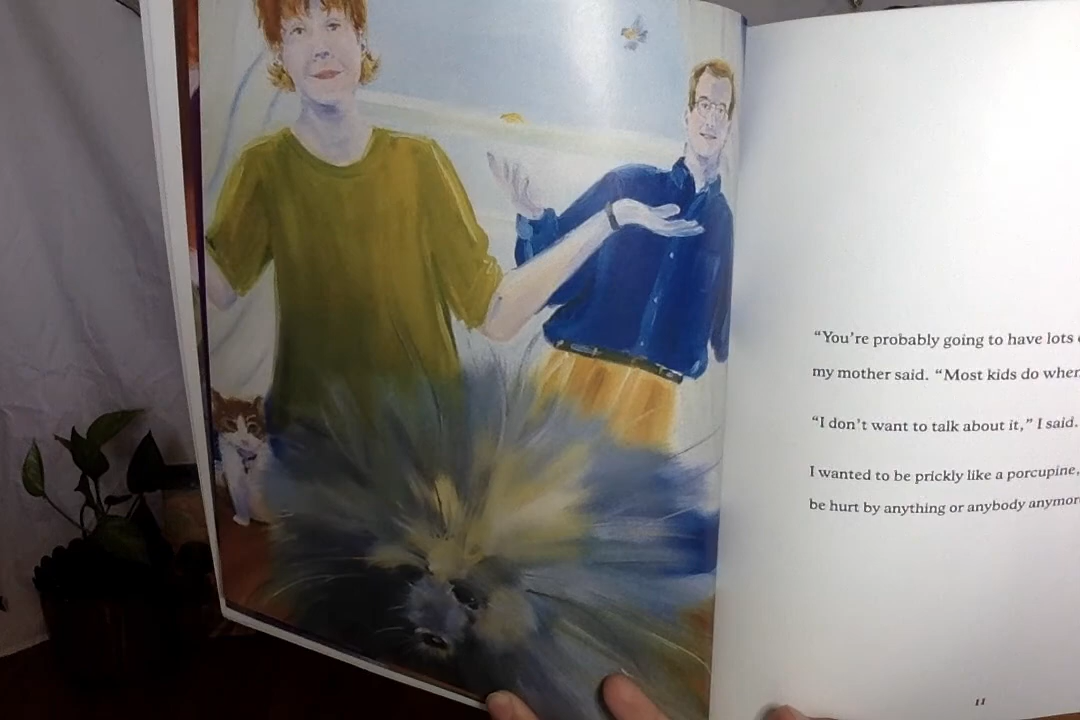 “You’re probably going to have lots
my mother said. “Most kids do when
“I don’t want to talk about it,” I said.
I wanted to be prickly like a porcupine,
be hurt by anything or anybody anymore
11